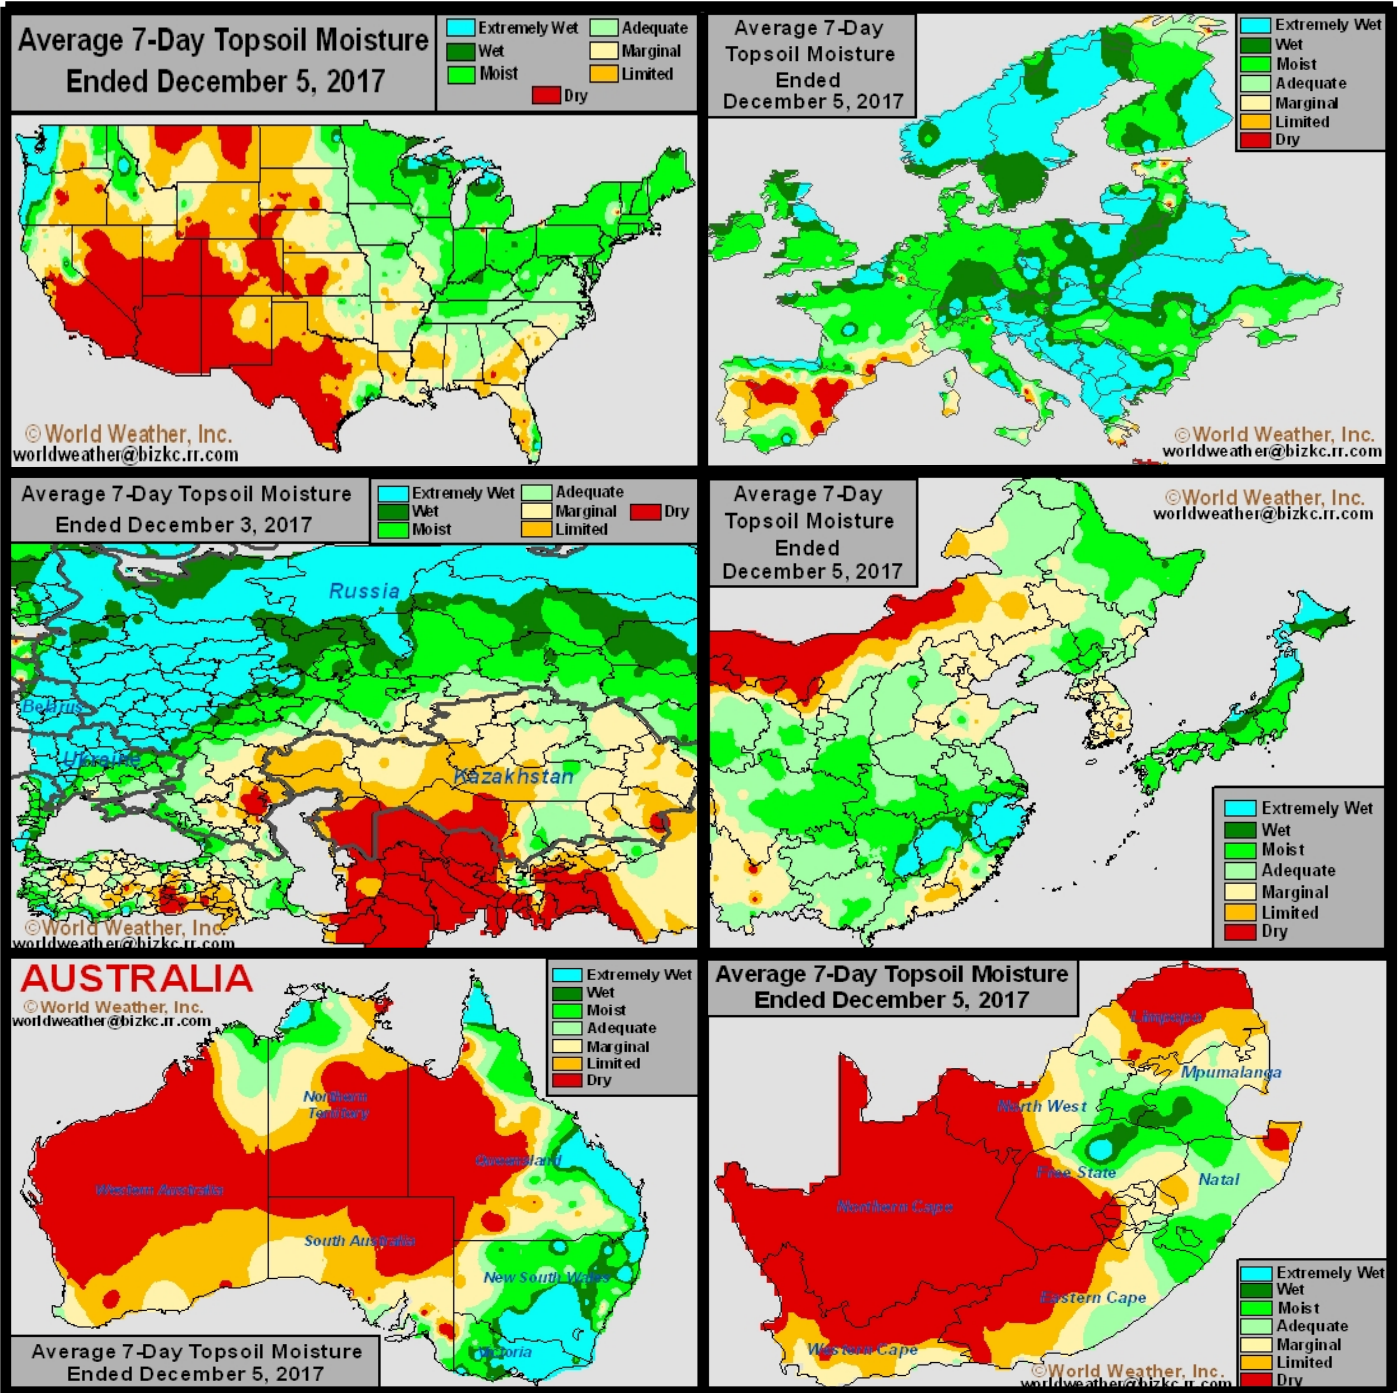 Average 7-Day Topsoil Moisture
Ended December 5, 2017
Extremely Wet
Wet
Moist
Adequate
Marginal
Limited
Dry
© World Weather, Inc.
worldweather@bizkc.rr.com
Average 7-Day
Topsoil Moisture
Ended
December 5, 2017
Extremely Wet
Wet
Moist
Adequate
Marginal
Limited
Dry
© World Weather, Inc.
worldweather@bizkc.rr.com
Average 7-Day Topsoil Moisture
Ended December 3, 2017
Extremely Wet
Wet
Moist
Adequate
Marginal
Limited
Dry
Russia
Belarus
Ukraine
Kazakhstan
© World Weather, Inc.
worldweather@bizkc.rr.com
Average 7-Day
Topsoil Moisture
Ended
December 5, 2017
© World Weather, Inc.
worldweather@bizkc.rr.com
Extremely Wet
Wet
Moist
Adequate
Marginal
Limited
Dry
AUSTRALIA
© World Weather, Inc.
worldweather@bizkc.rr.com
Extremely Wet
Wet
Moist
Adequate
Marginal
Limited
Dry
Northern
Territory
Queensland
Western Australia
South Australia
New South Wales
Victoria
Average 7-Day Topsoil Moisture
Ended December 5, 2017
Average 7-Day Topsoil Moisture
Ended December 5, 2017
Limpopo
Mpumalanga
North West
Free State
Natal
Northern Cape
Eastern Cape
Western Cape
Extremely Wet
Wet
Moist
Adequate
Marginal
Limited
Dry
© World Weather, Inc.
worldweather@bizkc.rr.com